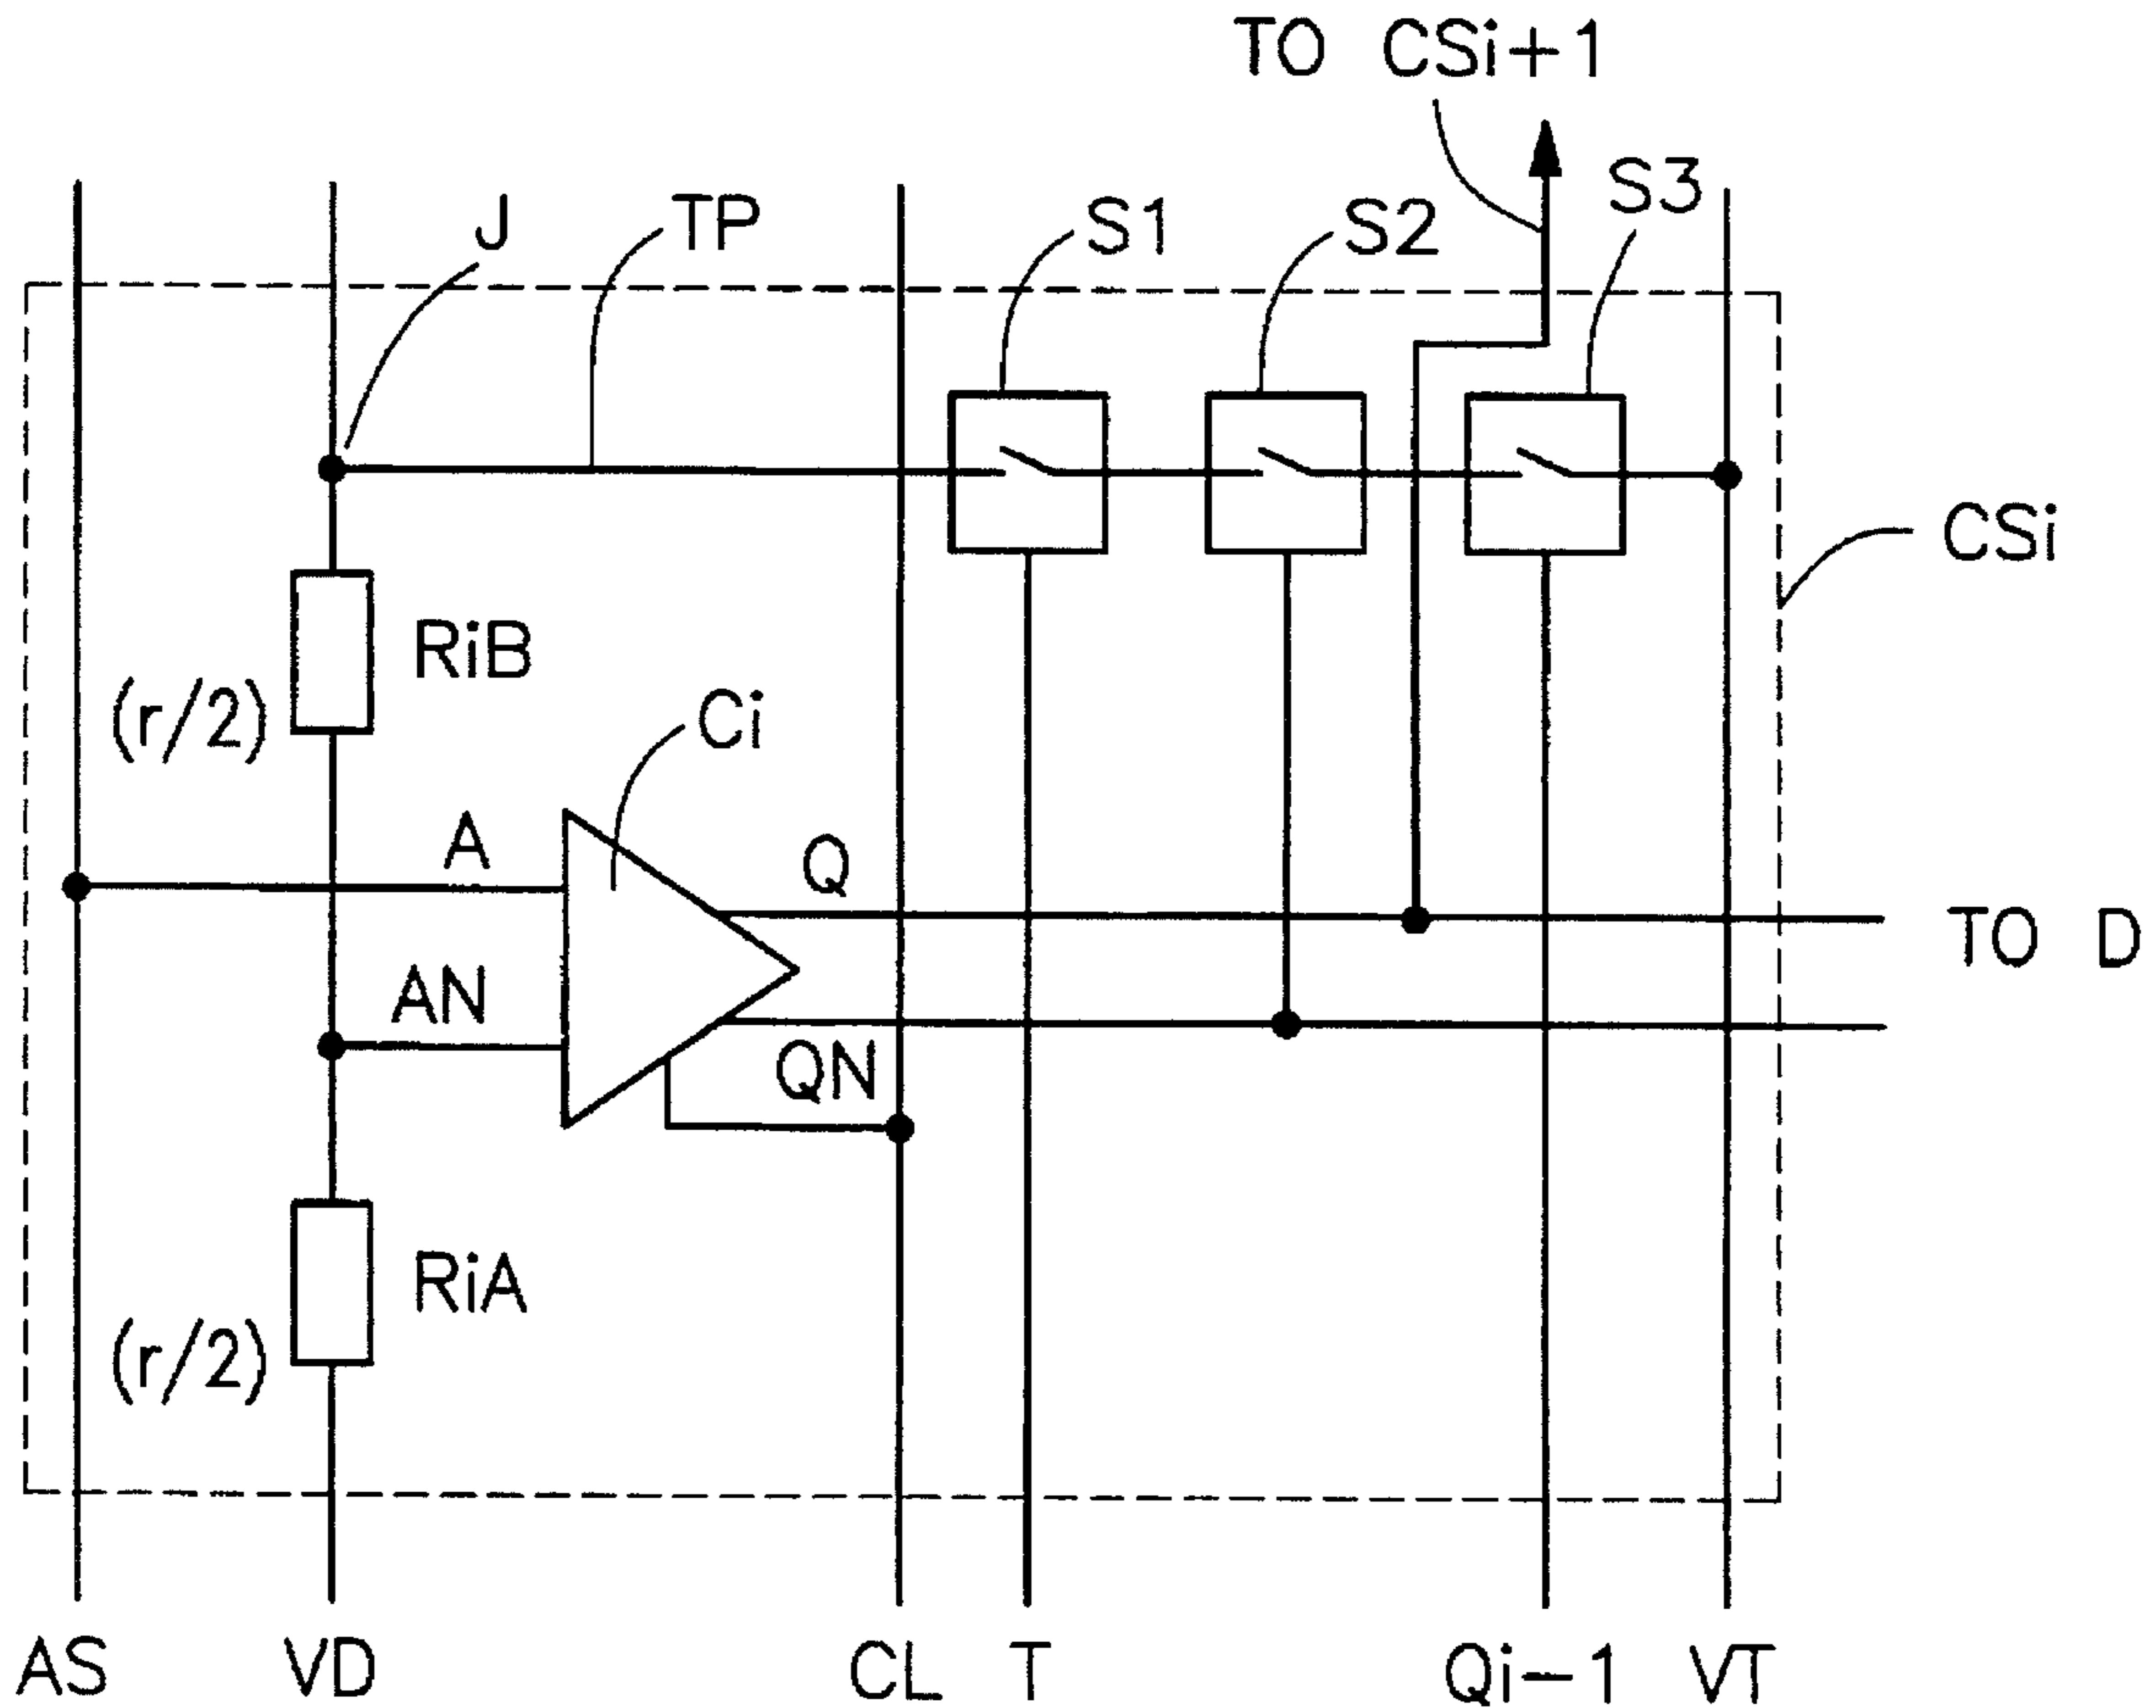 TO CSi+1
J
TP
S1
S2
S3
CSi
RiB
(r/2)
Ci
A
Q
TO D
AN
QN
RiA
(r/2)
AS
VD
CL
T
Qi-1
VT